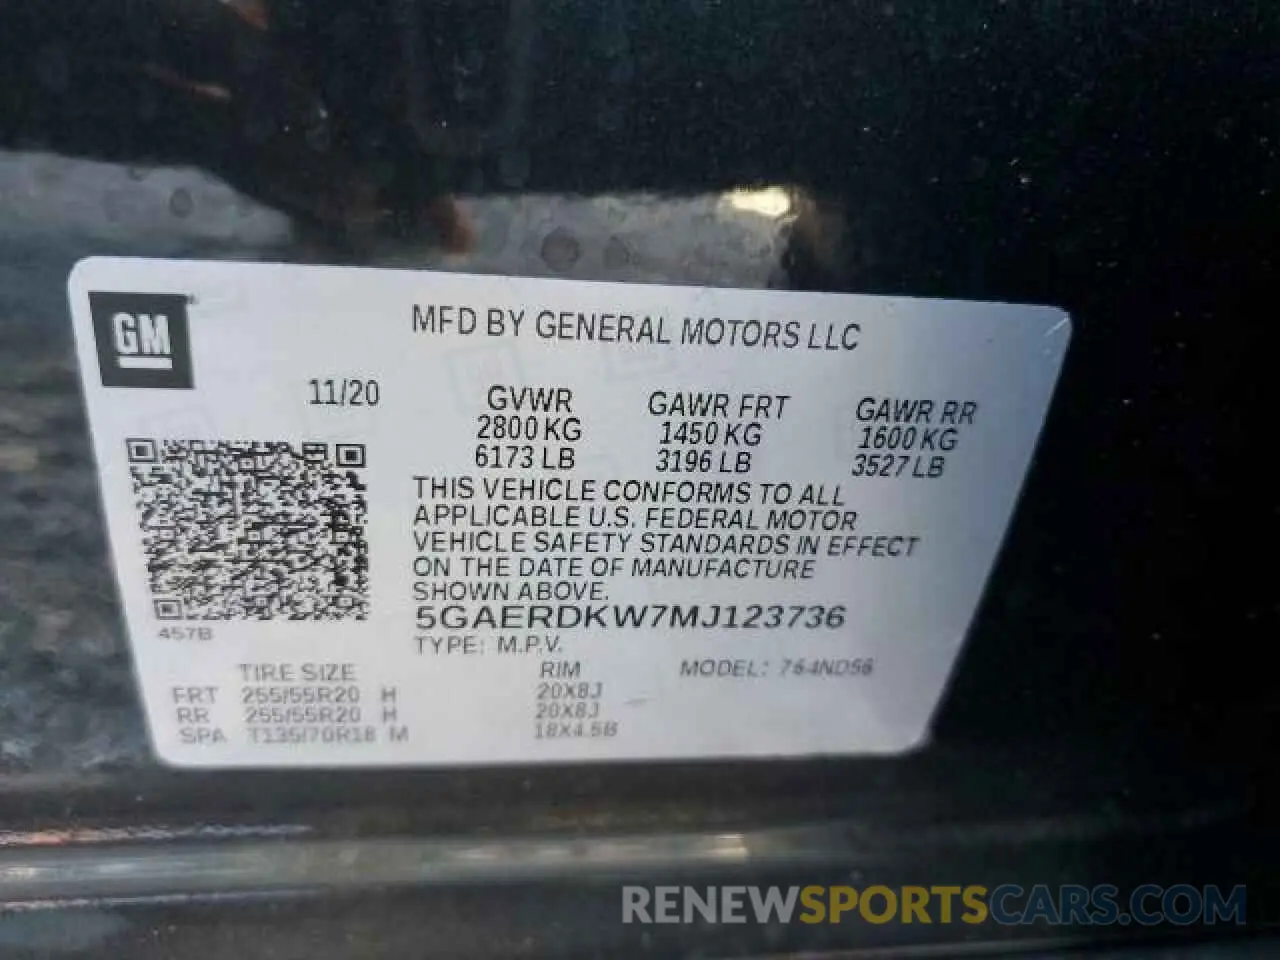 GM
MFD BY GENERAL MOTORS LLC
11/20
GVWR GAWR FRT GAWR RR
2800 KG 1450 KG 1600 KG
6173 LB 3196 LB 3527 LB
THIS VEHICLE CONFORMS TO ALL
APPLICABLE U.S. FEDERAL MOTOR
VEHICLE SAFETY STANDARDS IN EFFECT
ON THE DATE OF MANUFACTURE
SHOWN ABOVE.
5GAERDKW7MJ123736
457B
TYPE: M.P.V.
TIRE SIZE RIM MODEL: 764ND56
FRT 255/55R20 H 20X8J
RR 255/55R20 H 20X8J
SPA T135/70R18 M 18X4.5B
RENEWSPORTSCARS.COM